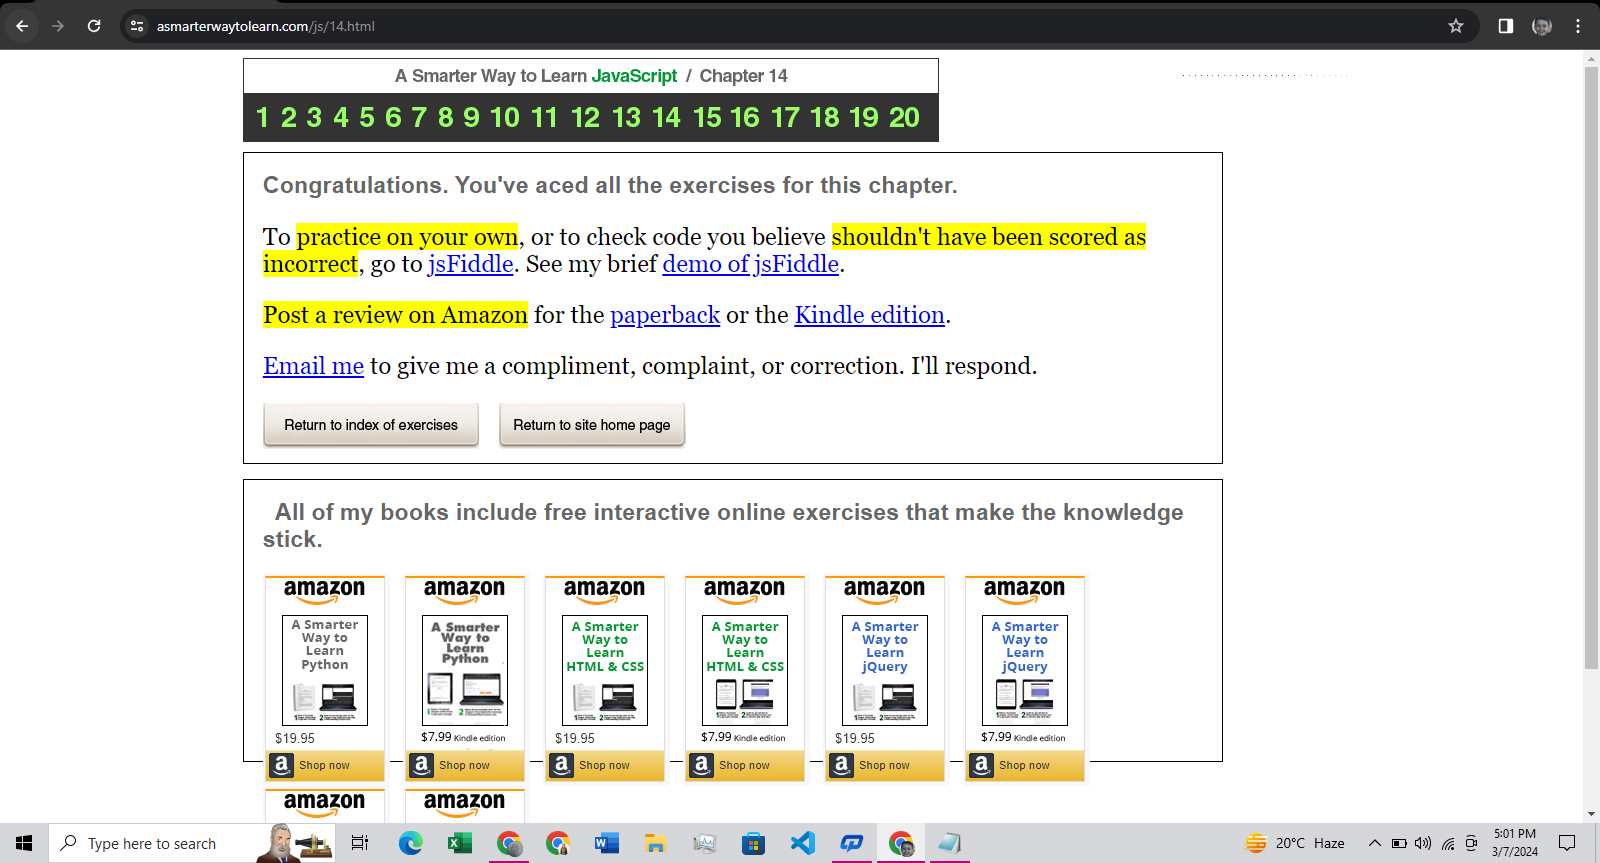 asmarterwaytolearn.com/js/14.html
A Smarter Way to Learn JavaScript / Chapter 14
1 2 3 4 5 6 7 8 9 10 11 12 13 14 15 16 17 18 19 20
Congratulations. You've aced all the exercises for this chapter.
To practice on your own, or to check code you believe shouldn't have been scored as
incorrect, go to jsFiddle. See my brief demo of jsFiddle.
Post a review on Amazon for the paperback or the Kindle edition.
Email me to give me a compliment, complaint, or correction. I'll respond.
Return to index of exercises Return to site home page
All of my books include free interactive online exercises that make the knowledge
stick.
amazon amazon amazon amazon amazon amazon
A Smarter A Smarter A Smarter A Smarter A Smarter A Smarter
Way to Way to Way to Way to Way to Way to
Learn Learn Learn Learn Learn Learn
Python Python HTML & CSS HTML & CSS jQuery jQuery
$19.95 $7.99 Kindle edition $19.95 $7.99 Kindle edition $19.95 $7.99 Kindle edition
a Shop now a Shop now a Shop now a Shop now a Shop now a Shop now
amazon amazon
Type here to search 20°C Haze 5:01 PM
3/7/2024